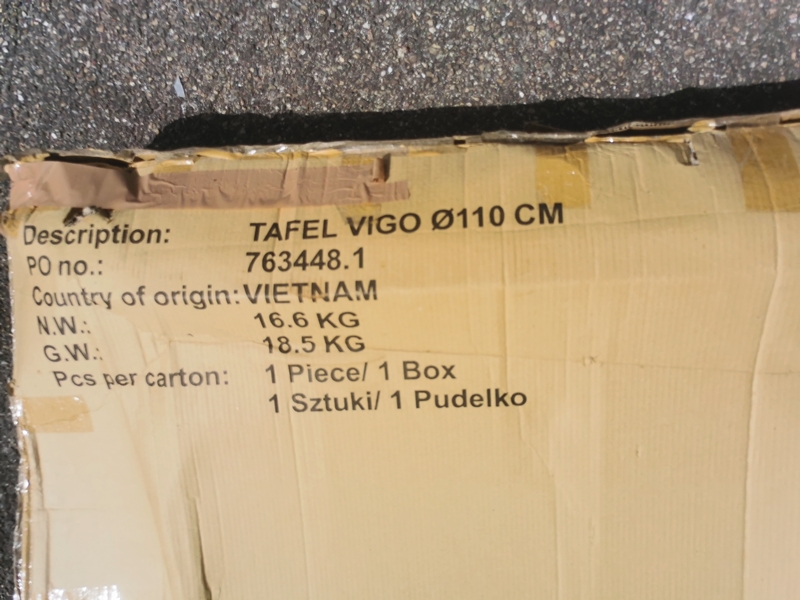 Description: TAFEL VIGO Ø110 CM
PO no.: 763448.1
Country of origin: VIETNAM
N.W.: 16.6 KG
G.W.: 18.5 KG
Pcs per carton: 1 Piece/ 1 Box
1 Sztuki/ 1 Pudelko